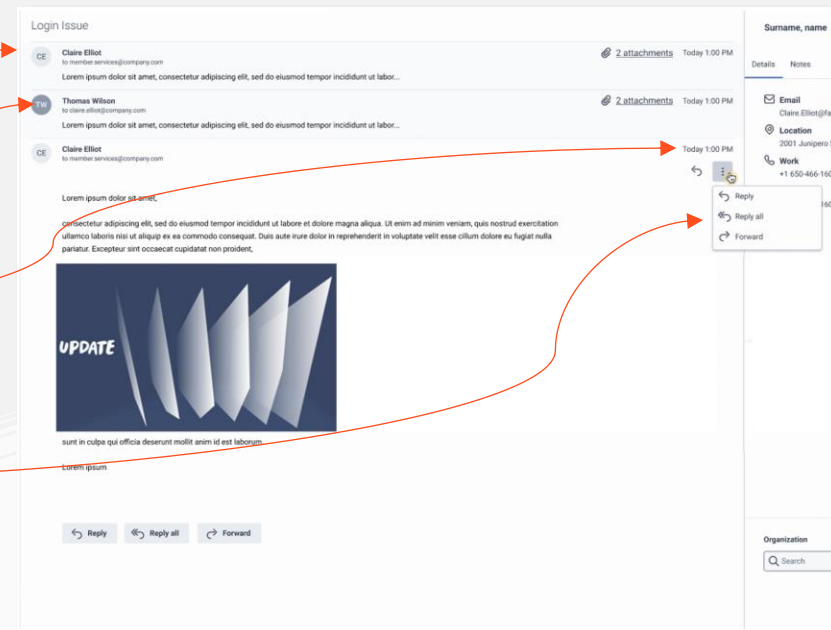 Login Issue
CE
Claire Elliot
to member.services@company.com
2 attachments
Today 1:00 PM
Lorem ipsum dolor sit amet, consectetur adipiscing elit, sed do eiusmod tempor incididunt ut labor...
TW
Thomas Wilson
to claire.elliot@company.com
2 attachments
Today 1:00 PM
Lorem ipsum dolor sit amet, consectetur adipiscing elit, sed do eiusmod tempor incididunt ut labor...
CE
Claire Elliot
to member.services@company.com
Today 1:00 PM
Reply
Reply all
Forward
Lorem ipsum dolor sit amet,
consectetur adipiscing elit, sed do eiusmod tempor incididunt ut labore et dolore magna aliqua. Ut enim ad minim veniam, quis nostrud exercitation
ullamco laboris nisi ut aliquip ex ea commodo consequat. Duis aute irure dolor in reprehenderit in voluptate velit esse cillum dolore eu fugiat nulla
pariatur. Excepteur sint occaecat cupidatat non proident,
UPDATE
sunt in culpa qui officia deserunt mollit anim id est laborum.
Lorem ipsum
Reply
Reply all
Forward
Surname, name
Details
Notes
Email
Claire.Elliot@fa
Location
2001 Junipero
Work
+1 650-466-160
160
Organization
Search